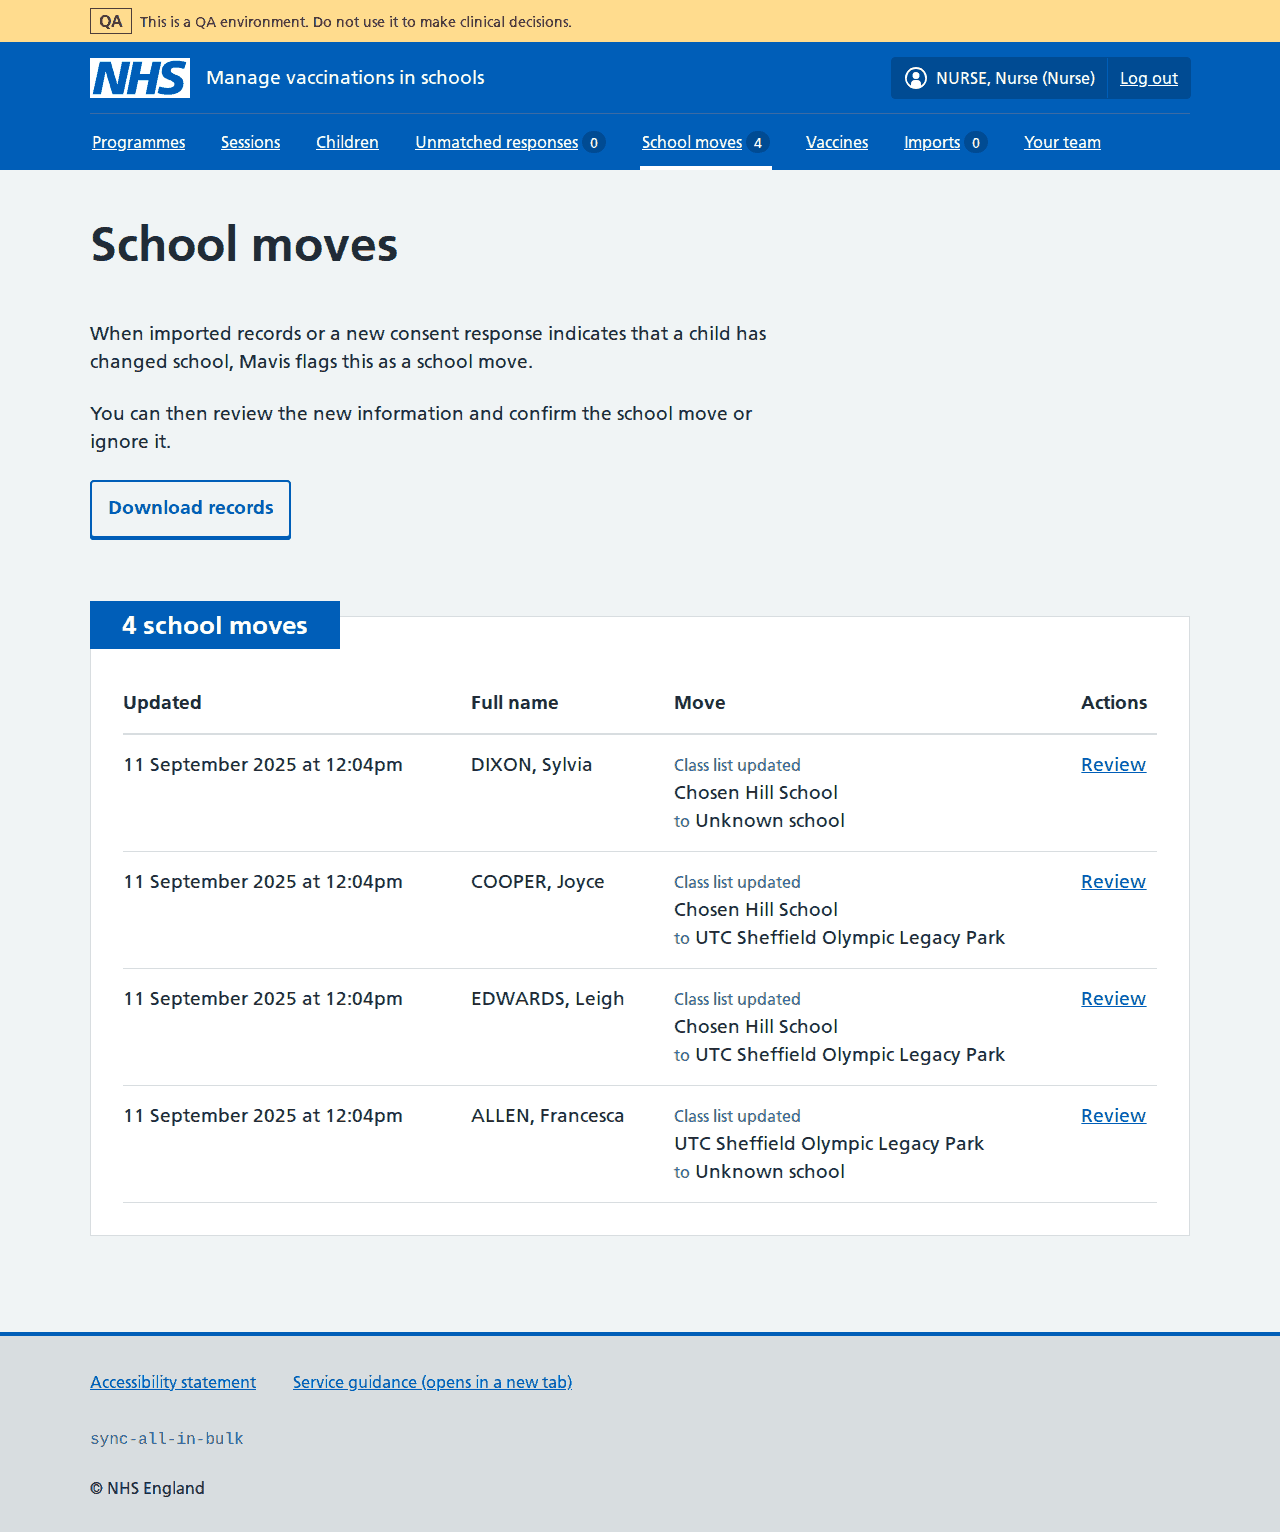 QA This is a QA environment. Do not use it to make clinical decisions.
NHS Manage vaccinations in schools NURSE, Nurse (Nurse) Log out
Programmes Sessions Children Unmatched responses 0 School moves 4 Vaccines Imports 0 Your team
School moves
When imported records or a new consent response indicates that a child has
changed school, Mavis flags this as a school move.
You can then review the new information and confirm the school move or
ignore it.
Download records
4 school moves
Updated Full name Move Actions
11 September 2025 at 12:04pm DIXON, Sylvia Class list updated Review
Chosen Hill School
to Unknown school
11 September 2025 at 12:04pm COOPER, Joyce Class list updated Review
Chosen Hill School
to UTC Sheffield Olympic Legacy Park
11 September 2025 at 12:04pm EDWARDS, Leigh Class list updated Review
Chosen Hill School
to UTC Sheffield Olympic Legacy Park
11 September 2025 at 12:04pm ALLEN, Francesca Class list updated Review
UTC Sheffield Olympic Legacy Park
to Unknown school
Accessibility statement Service guidance (opens in a new tab)
sync-all-in-bulk
© NHS England